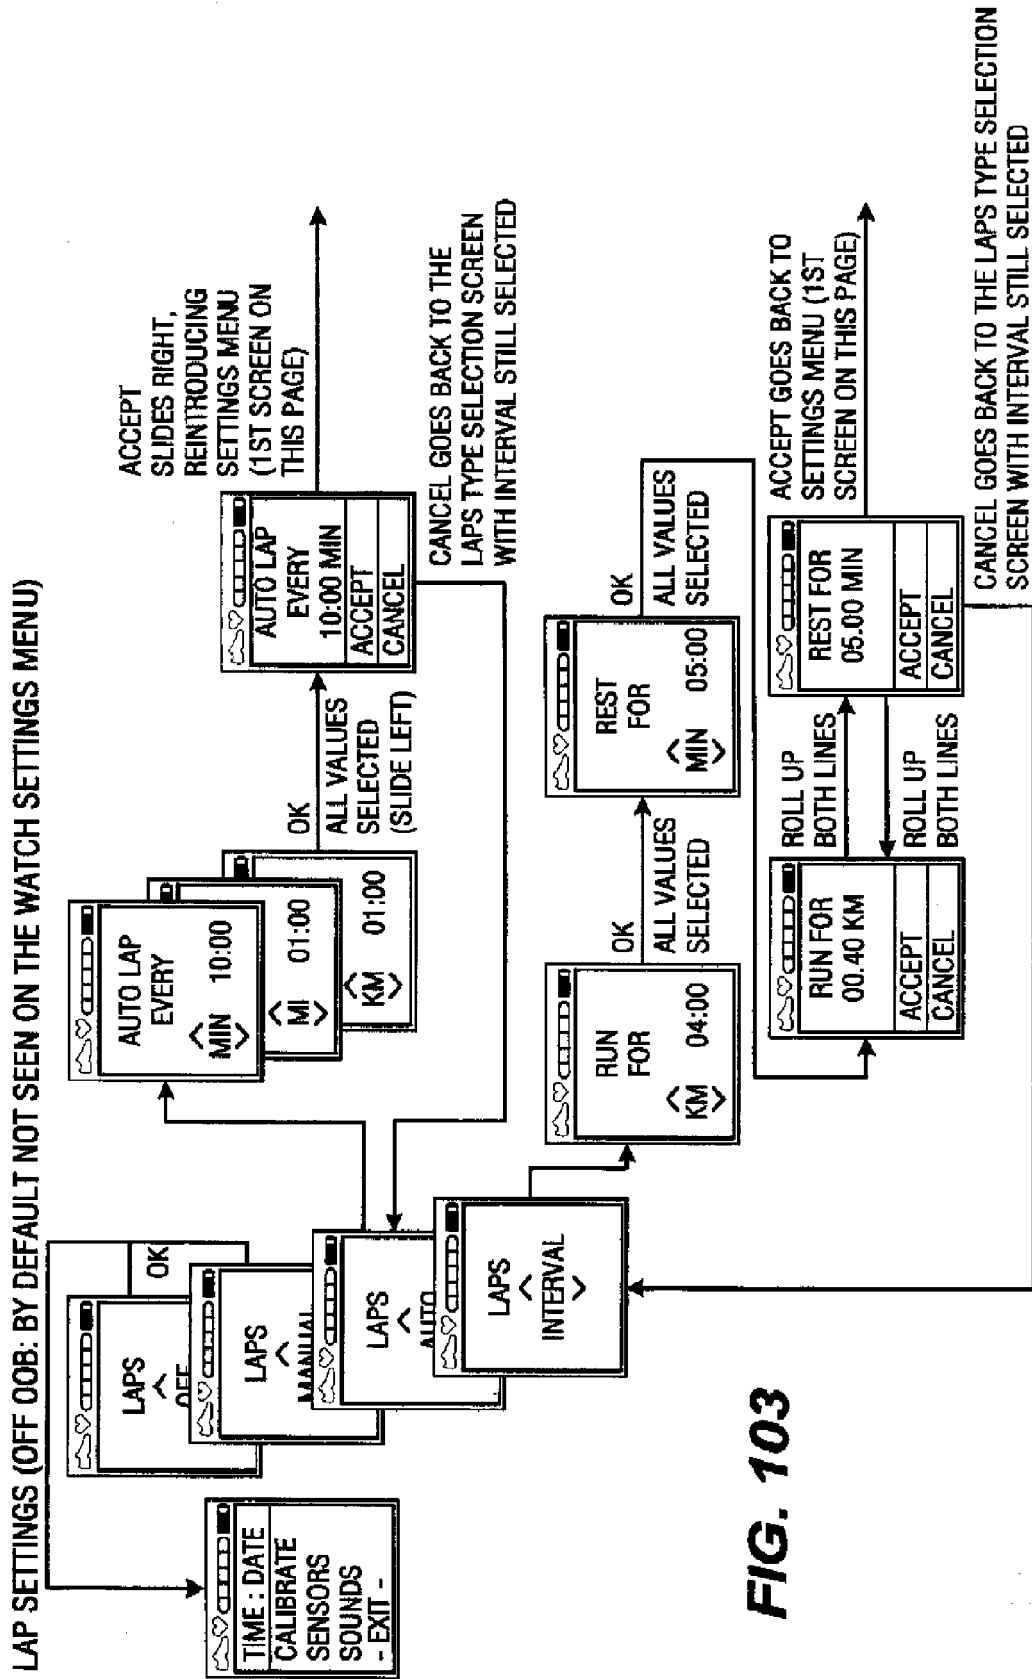 LAP SETTINGS (OFF OOB: BY DEFAULT NOT SEEN ON THE WATCH SETTINGS MENU)
TIME : DATE
CALIBRATE
SENSORS
SOUNDS
- EXIT -
LAPS
OFF
OK
LAPS
MANUAL
LAPS
AUTO
LAPS
INTERVAL
AUTO LAP
EVERY
MIN 10:00
MI 01:00
KM 01:00
OK
ALL VALUES
SELECTED
(SLIDE LEFT)
AUTO LAP
EVERY
10:00 MIN
ACCEPT
CANCEL
ACCEPT
SLIDES RIGHT,
REINTRODUCING
SETTINGS MENU
(1ST SCREEN ON
THIS PAGE)
CANCEL GOES BACK TO THE
LAPS TYPE SELECTION SCREEN
WITH INTERVAL STILL SELECTED
RUN
FOR
KM 04:00
OK
ALL VALUES
SELECTED
REST
FOR
MIN 05:00
OK
ALL VALUES
SELECTED
RUN FOR
00.40 KM
ACCEPT
CANCEL
ROLL UP
BOTH LINES
ROLL UP
BOTH LINES
REST FOR
05.00 MIN
ACCEPT
CANCEL
ACCEPT GOES BACK TO
SETTINGS MENU (1ST
SCREEN ON THIS PAGE)
CANCEL GOES BACK TO THE LAPS TYPE SELECTION
SCREEN WITH INTERVAL STILL SELECTED
FIG. 103